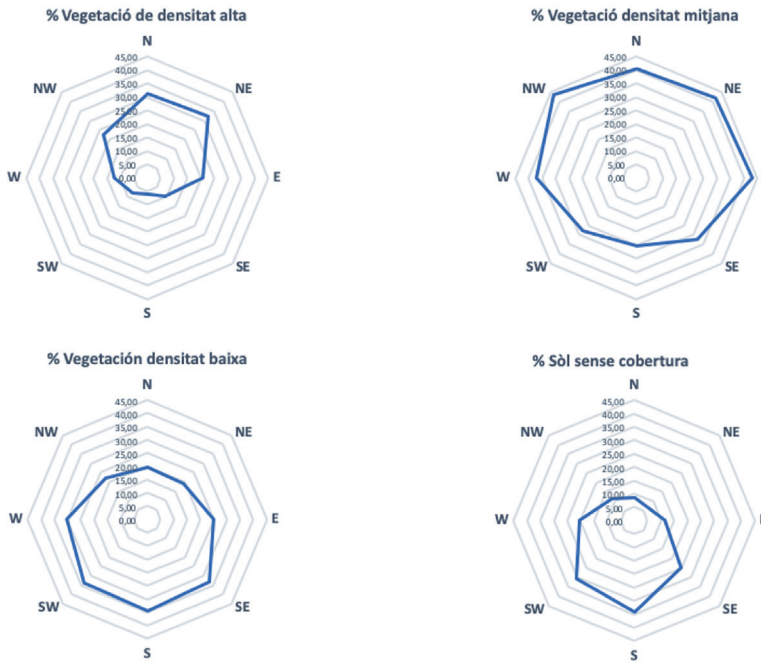 % Vegetació de densitat alta
N
45,00
40,00
NW
NE
35,00
30,00
25,00
20,00
15,00
10,00
5,00
W
0,00
E
SW
SE
S
% Vegetació densitat mitjana
N
45,00
40,00
NW
NE
35,00
30,00
25,00
20,00
15,00
10,00
5,00
W
0,00
SW
SE
S
% Vegetación densitat baixa
N
45,00
40,00
NW
NE
35,00
30,00
25,00
20,00
15,00
10,00
5,00
W
0,00
E
SW
SE
S
% Sòl sense cobertura
N
45,00
40,00
NW
NE
35,00
30,00
25,00
20,00
15,00
10,00
5,00
W
0,00
SW
SE
S